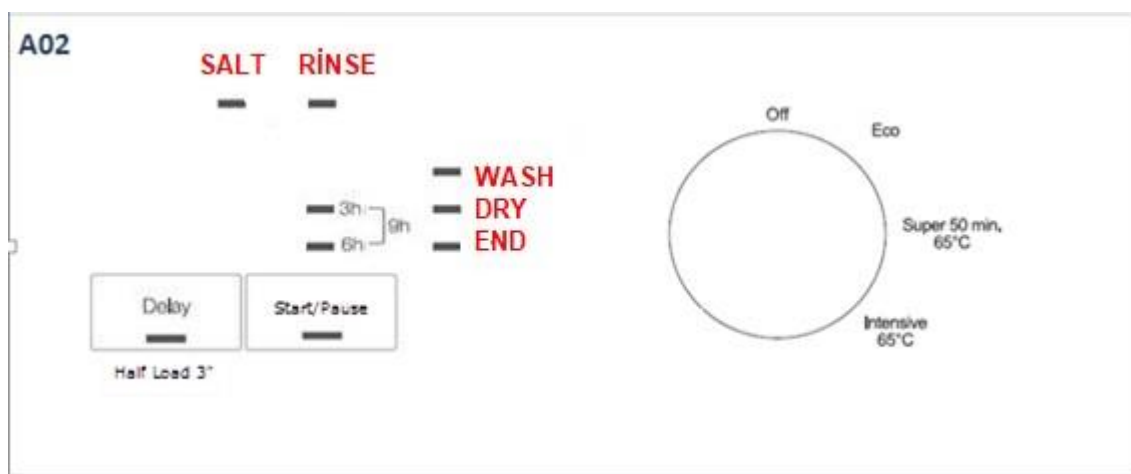 A02
SALT RİNSE
Off
Eco
WASH
3h
DRY
9h
Super 50 min.
65°C
6h
END
Delay
Start/Pause
Intensive
65°C
Half Load 3"